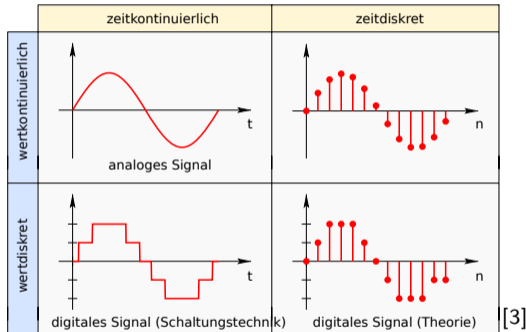 zeitkontinuierlich
zeitdiskret
wertkontinuierlich
t
analoges Signal
n
wertdiskret
t
digitales Signal (Schaltungstechnik)
n
digitales Signal (Theorie)
[3]